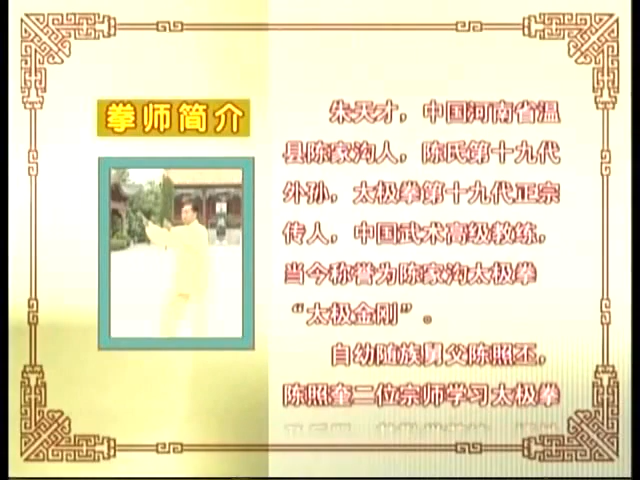 拳师简介
朱天才，中国河南省温
县陈家沟人，陈氏第十九代
外孙，太极拳第十九代正宗
传人，中国武术高级教练，
当今称誉为陈家沟太极拳
“太极金刚”。
自幼随族舅父陈照丕，
陈照奎二位宗师学习太极拳